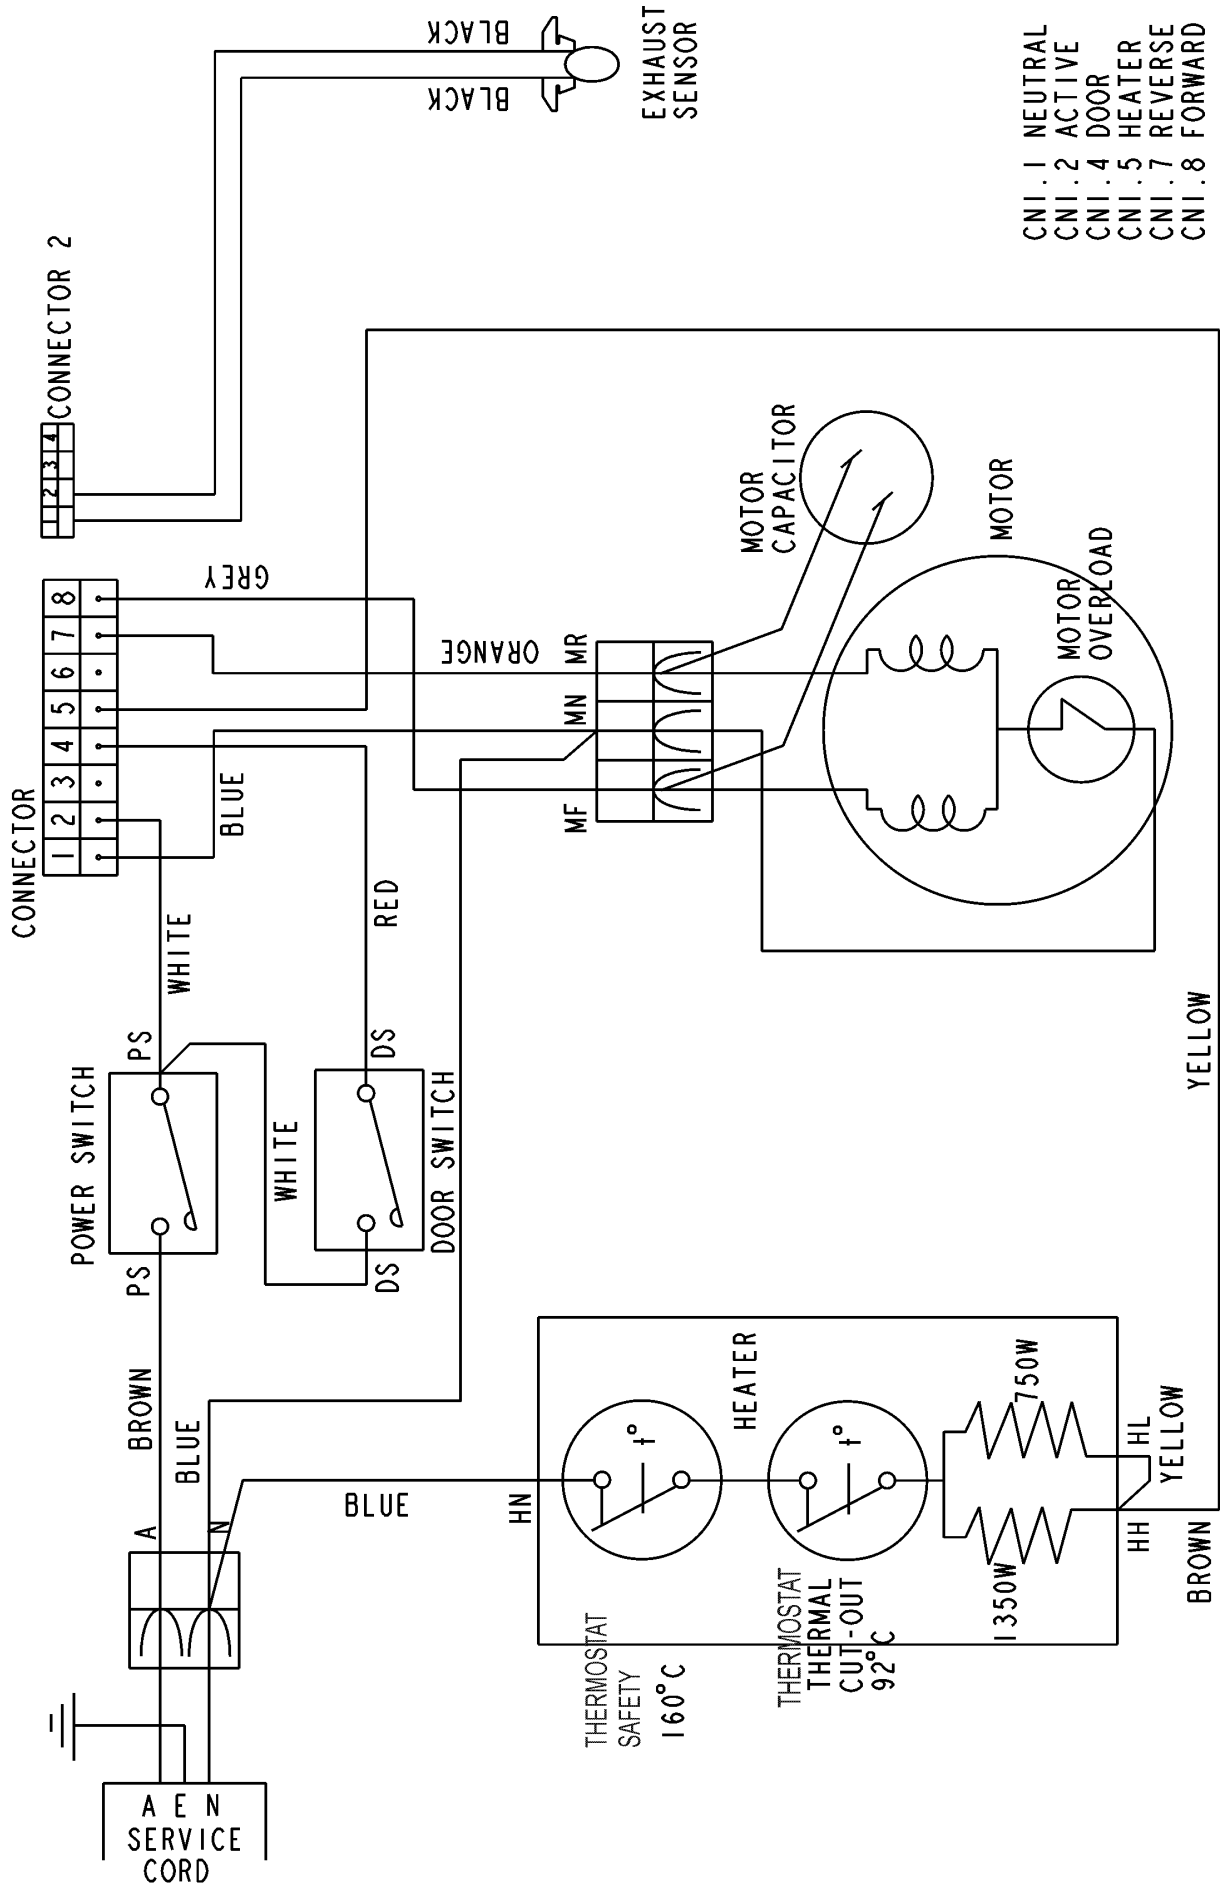 CONNECTOR
1 2 3 4 5 6 7 8
CONNECTOR 2
1 2 3 4
BLACK
BLACK
EXHAUST
SENSOR
CN1.1 NEUTRAL
CN1.2 ACTIVE
CN1.4 DOOR
CN1.5 HEATER
CN1.7 REVERSE
CN1.8 FORWARD
GREY
ORANGE
BLUE
WHITE
RED
MF
MN
MR
MOTOR
CAPACITOR
MOTOR
MOTOR
OVERLOAD
POWER SWITCH
PS
PS
WHITE
DS
DS
DOOR SWITCH
YELLOW
BROWN
BLUE
A
N
BLUE
HN
HEATER
t°
t°
THERMOSTAT
SAFETY
160°C
THERMOSTAT
THERMAL
CUT-OUT
92°C
1350W
750W
HH
HL
YELLOW
BROWN
A E N
SERVICE
CORD